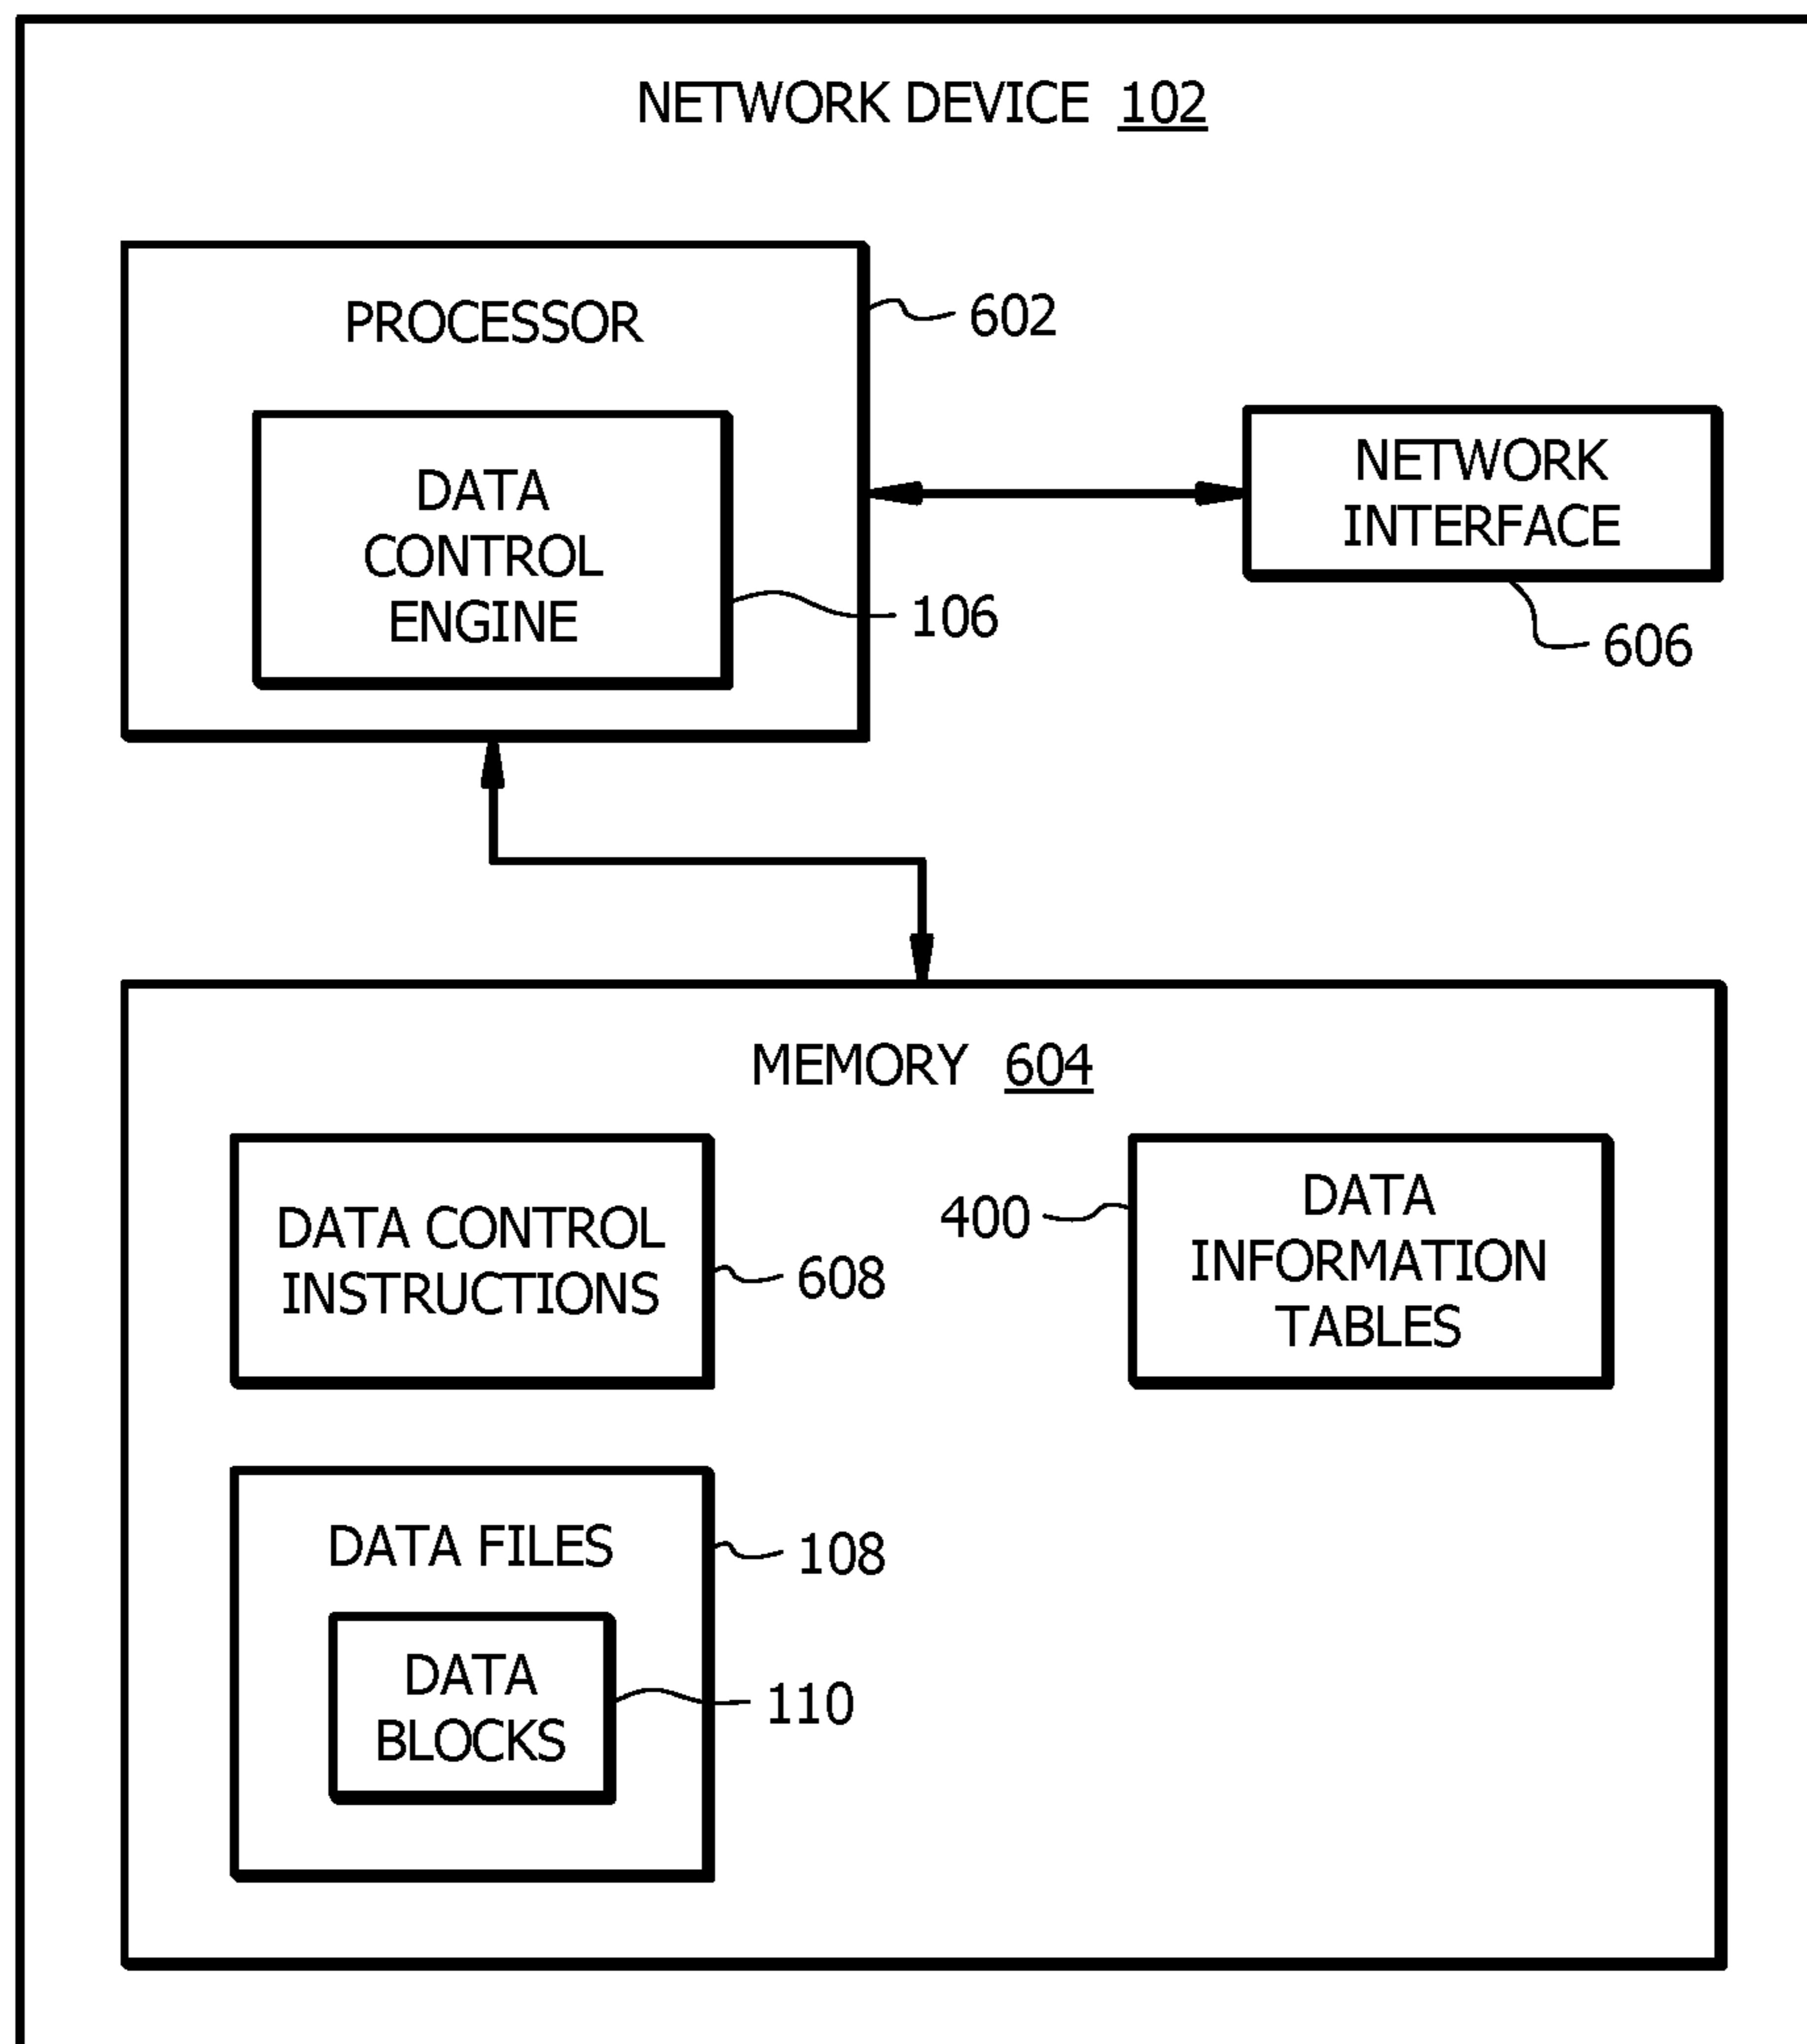 NETWORK DEVICE 102
PROCESSOR
602
DATA
CONTROL
ENGINE
106
NETWORK
INTERFACE
606
MEMORY 604
DATA CONTROL
INSTRUCTIONS
608
400
DATA
INFORMATION
TABLES
DATA FILES
108
DATA
BLOCKS
110